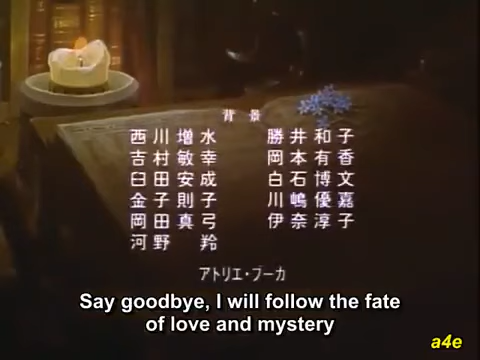 背景
西川増水 勝井和子
吉村敏幸 岡本有香
臼田安成 白石博文
金子則子 川嶋優嘉
岡田真弓 伊奈淳子
河野 羚
アトリエ・ブーカ
Say goodbye, I will follow the fate
of love and mystery
a4e